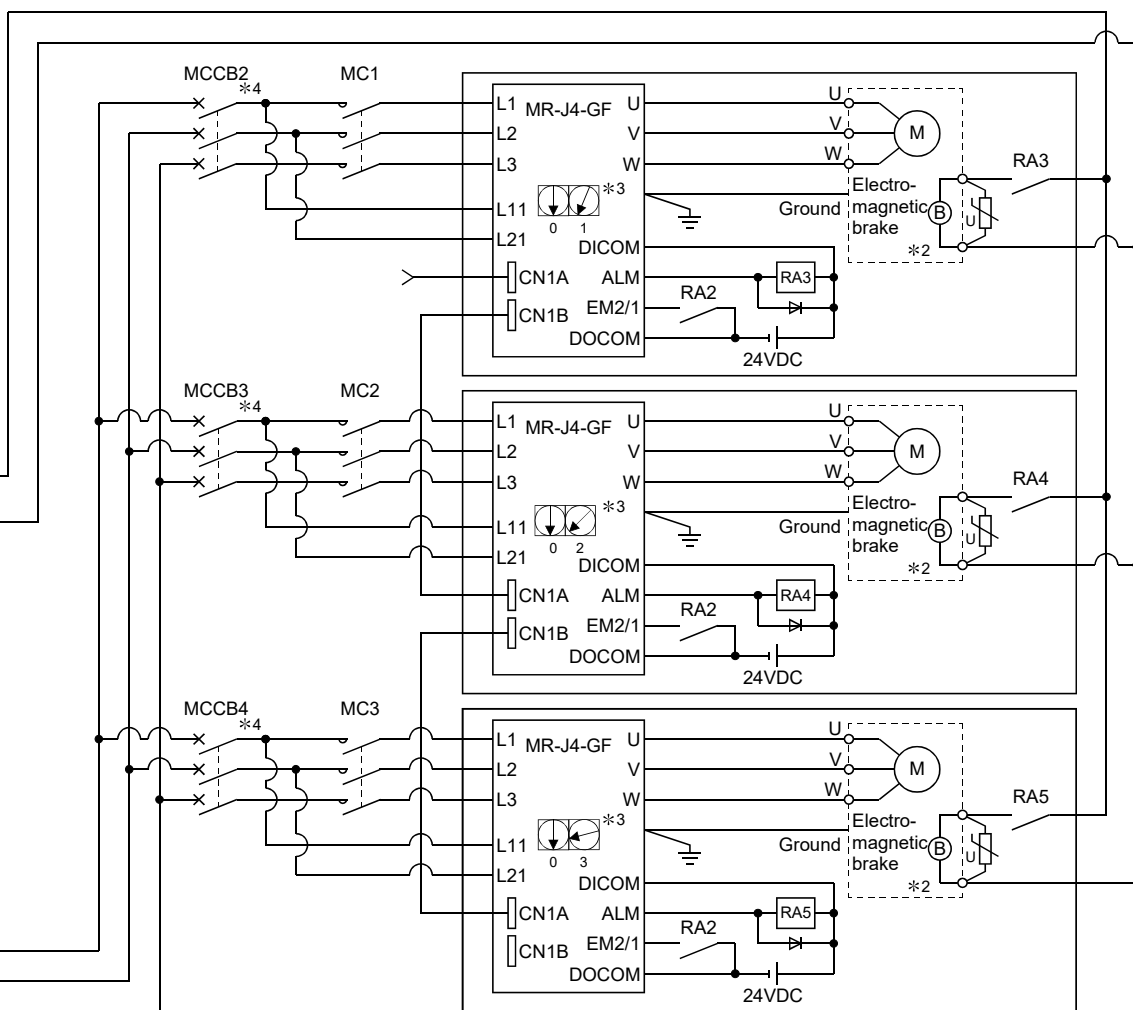 MCCB2 MC1
*4
L1 MR-J4-GF U U
L2 V V M
L3 W W RA3
*3 Electro-
L11 0 1 Ground magnetic B U
brake
L21 *2
DICOM
CN1A ALM RA3
RA2
CN1B EM2/1
DOCOM
24VDC
MCCB3 MC2
*4
L1 MR-J4-GF U U
L2 V V M
L3 W W RA4
*3 Electro-
L11 0 2 Ground magnetic B U
brake
L21 *2
DICOM
CN1A ALM RA4
RA2
CN1B EM2/1
DOCOM
24VDC
MCCB4 MC3
*4
L1 MR-J4-GF U U
L2 V V M
L3 W W RA5
*3 Electro-
L11 0 3 Ground magnetic B U
brake
L21 *2
DICOM
CN1A ALM RA5
RA2
CN1B EM2/1
DOCOM
24VDC